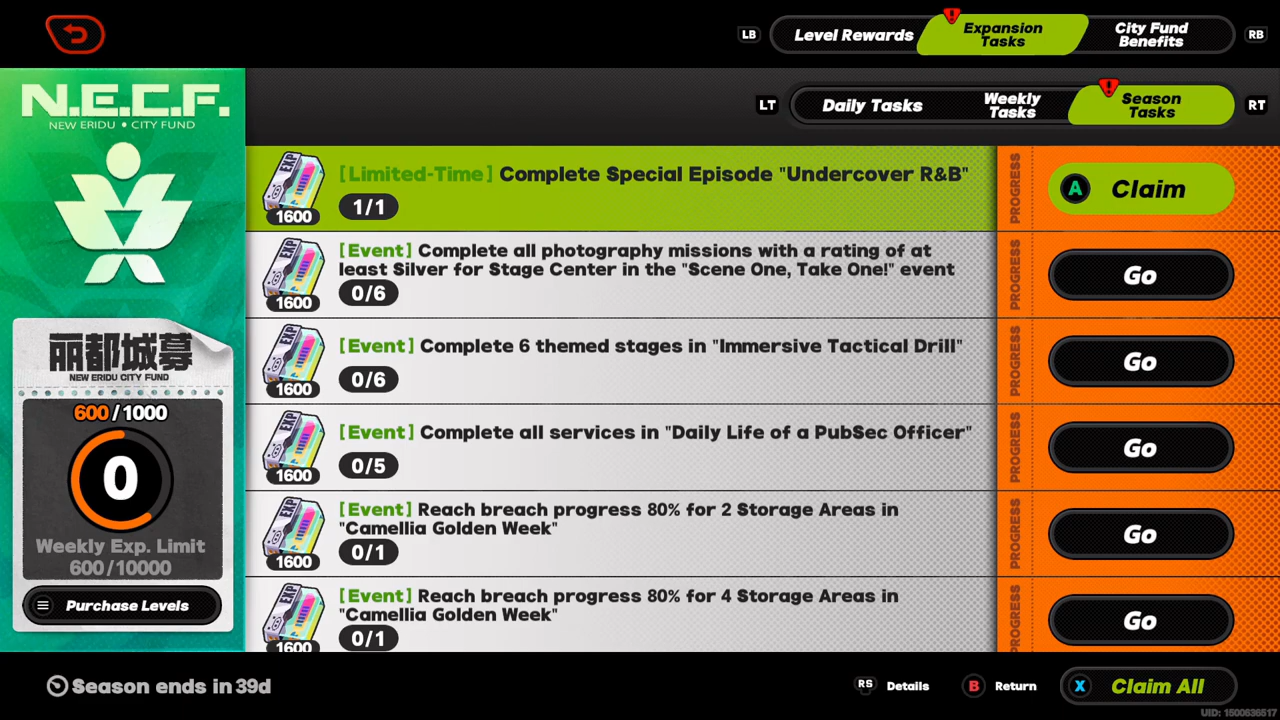 LB
Level Rewards
Expansion
Tasks
City Fund
Benefits
RB
N.E.C.F.
NEW ERIDU • CITY FUND
LT
Daily Tasks
Weekly
Tasks
Season
Tasks
RT
EXP
1600
[Limited-Time] Complete Special Episode "Undercover R&B"
1/1
PROGRESS
A Claim
EXP
1600
[Event] Complete all photography missions with a rating of at
least Silver for Stage Center in the "Scene One, Take One!" event
0/6
PROGRESS
Go
EXP
1600
[Event] Complete 6 themed stages in "Immersive Tactical Drill"
0/6
PROGRESS
Go
EXP
1600
[Event] Complete all services in "Daily Life of a PubSec Officer"
0/5
PROGRESS
Go
EXP
1600
[Event] Reach breach progress 80% for 2 Storage Areas in
"Camellia Golden Week"
0/1
PROGRESS
Go
EXP
1600
[Event] Reach breach progress 80% for 4 Storage Areas in
"Camellia Golden Week"
0/1
PROGRESS
Go
丽都城募
NEW ERIDU CITY FUND
600/1000
0
Weekly Exp. Limit
600/10000
Purchase Levels
Season ends in 39d
RS Details
B Return
X Claim All
UID: 1500636517